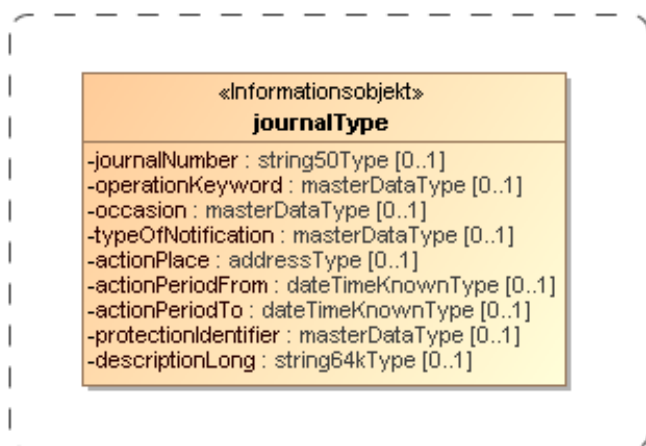 «Informationsobjekt»
journalType
-journalNumber : string50Type [0..1]
-operationKeyword : masterDataType [0..1]
-occasion : masterDataType [0..1]
-typeOfNotification : masterDataType [0..1]
-actionPlace : addressType [0..1]
-actionPeriodFrom : dateTimeKnownType [0..1]
-actionPeriodTo : dateTimeKnownType [0..1]
-protectionIdentifier : masterDataType [0..1]
-descriptionLong : string64kType [0..1]